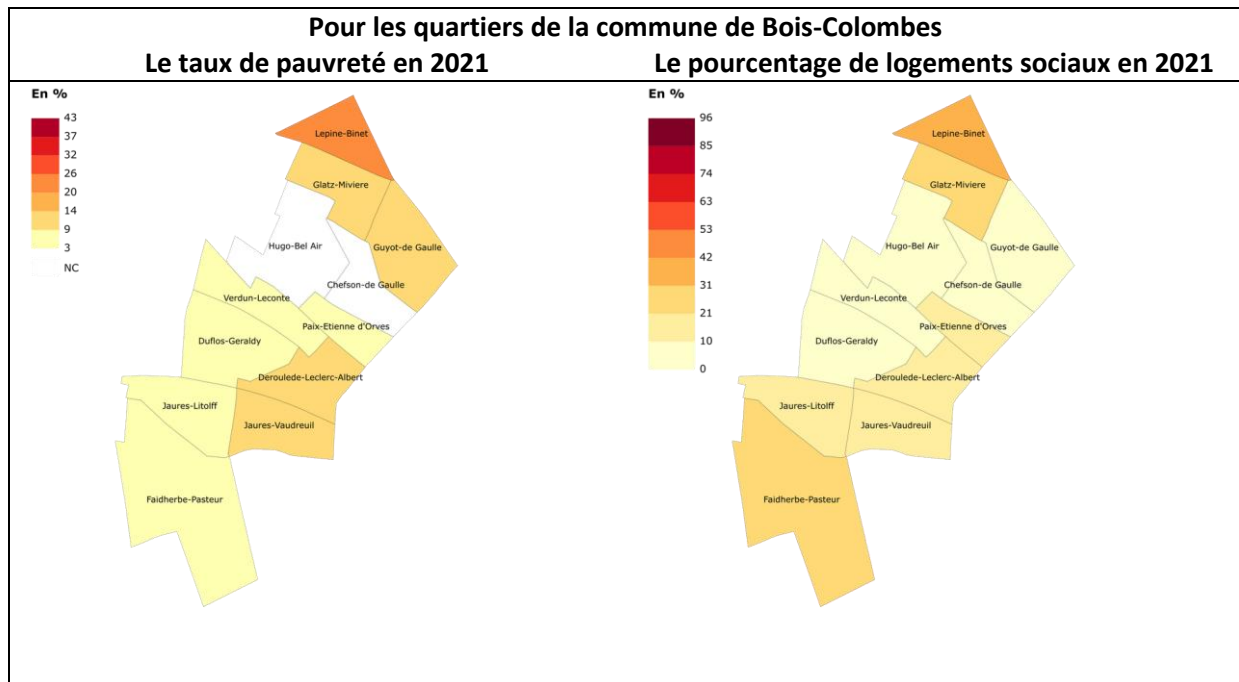 Pour les quartiers de la commune de Bois-Colombes
Le taux de pauvreté en 2021
Le pourcentage de logements sociaux en 2021
En %
43
37
32
26
20
14
9
3
NC
Lepine-Binet
Glatz-Miviere
Hugo-Bel Air
Guyot-de Gaulle
Chefson-de Gaulle
Verdun-Leconte
Paix-Etienne d'Orves
Duflos-Geraldy
Deroulede-Leclerc-Albert
Jaures-Litolff
Jaures-Vaudreuil
Faidherbe-Pasteur
En %
96
85
74
63
53
42
31
21
10
0
Lepine-Binet
Glatz-Miviere
Hugo-Bel Air
Guyot-de Gaulle
Chefson-de Gaulle
Verdun-Leconte
Paix-Etienne d'Orves
Duflos-Geraldy
Deroulede-Leclerc-Albert
Jaures-Litolff
Jaures-Vaudreuil
Faidherbe-Pasteur